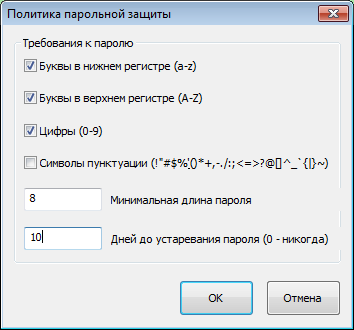 Политика парольной защиты
Требования к паролю
Буквы в нижнем регистре (a-z)
Буквы в верхнем регистре (A-Z)
Цифры (0-9)
Символы пунктуации (!"#$%'()*+,-./:;<=>?@[]^_`{|}~)
8 Минимальная длина пароля
10 Дней до устаревания пароля (0 - никогда)
OK Отмена